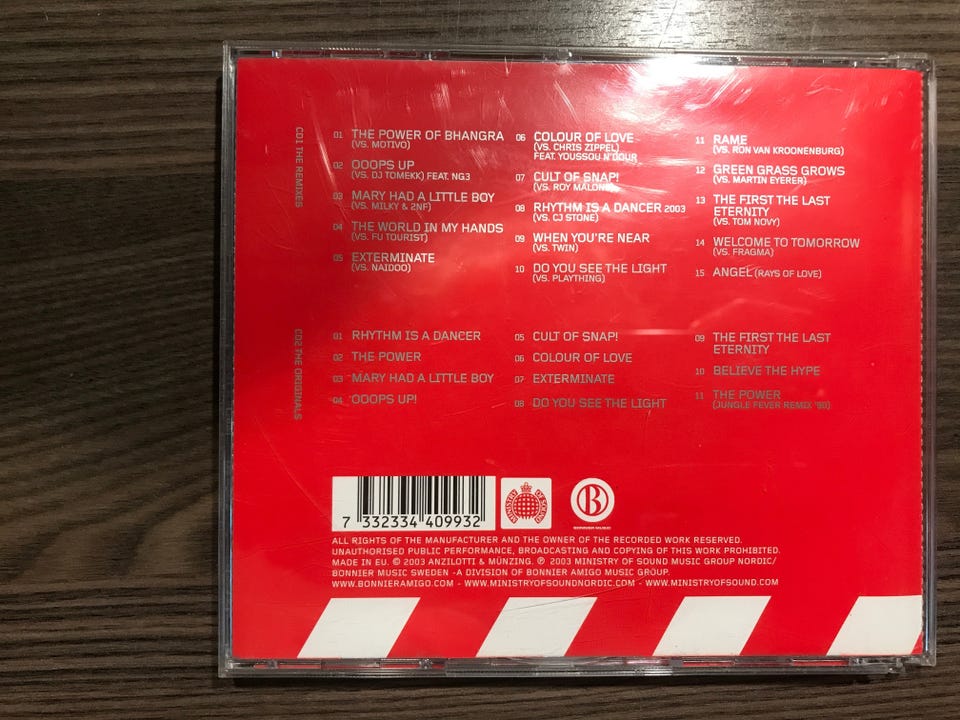 CD1 THE REMIXES
01 THE POWER OF BHANGRA
(VS. MOTIVO)
02 OOOPS UP
(VS. DJ TOMEKK) FEAT. NG3
03 MARY HAD A LITTLE BOY
(VS. MILKY & 2NF)
04 THE WORLD IN MY HANDS
(VS. FU TOURIST)
05 EXTERMINATE
(VS. NAIDOO)
06 COLOUR OF LOVE
(VS. CHRIS ZIPPEL)
FEAT. YOUSSOU N'DOUR
07 CULT OF SNAP!
(VS. ROY MALONE)
08 RHYTHM IS A DANCER 2003
(VS. CJ STONE)
09 WHEN YOU'RE NEAR
(VS. TWIN)
10 DO YOU SEE THE LIGHT
(VS. PLAYTHING)
11 RAME
(VS. RON VAN KROONENBURG)
12 GREEN GRASS GROWS
(VS. MARTIN EYERER)
13 THE FIRST THE LAST
ETERNITY
(VS. TOM NOVY)
14 WELCOME TO TOMORROW
(VS. FRAGMA)
15 ANGEL (RAYS OF LOVE)
CD2 THE ORIGINALS
01 RHYTHM IS A DANCER
02 THE POWER
03 MARY HAD A LITTLE BOY
04 OOOPS UP!
05 CULT OF SNAP!
06 COLOUR OF LOVE
07 EXTERMINATE
08 DO YOU SEE THE LIGHT
09 THE FIRST THE LAST
ETERNITY
10 BELIEVE THE HYPE
11 THE POWER
(JUNGLE FEVER REMIX '90)
7 332334 409932
MINISTRY OF SOUND
B
BONNIER MUSIC
ALL RIGHTS OF THE MANUFACTURER AND THE OWNER OF THE RECORDED WORK RESERVED.
UNAUTHORISED PUBLIC PERFORMANCE, BROADCASTING AND COPYING OF THIS WORK PROHIBITED.
MADE IN EU. © 2003 ANZILOTTI & MÜNZING. ℗ 2003 MINISTRY OF SOUND MUSIC GROUP NORDIC/
BONNIER MUSIC SWEDEN -A DIVISION OF BONNIER AMIGO MUSIC GROUP.
WWW.BONNIERAMIGO.COM - WWW.MINISTRYOFSOUNDNORDIC.COM - WWW.MINISTRYOFSOUND.COM